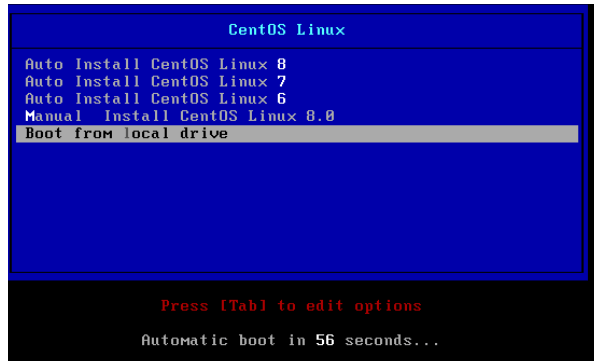 CentOS Linux
Auto Install CentOS Linux 8
Auto Install CentOS Linux 7
Auto Install CentOS Linux 6
Manual  Install CentOS Linux 8.0
Boot from local drive
Press [Tab] to edit options
Automatic boot in 56 seconds...